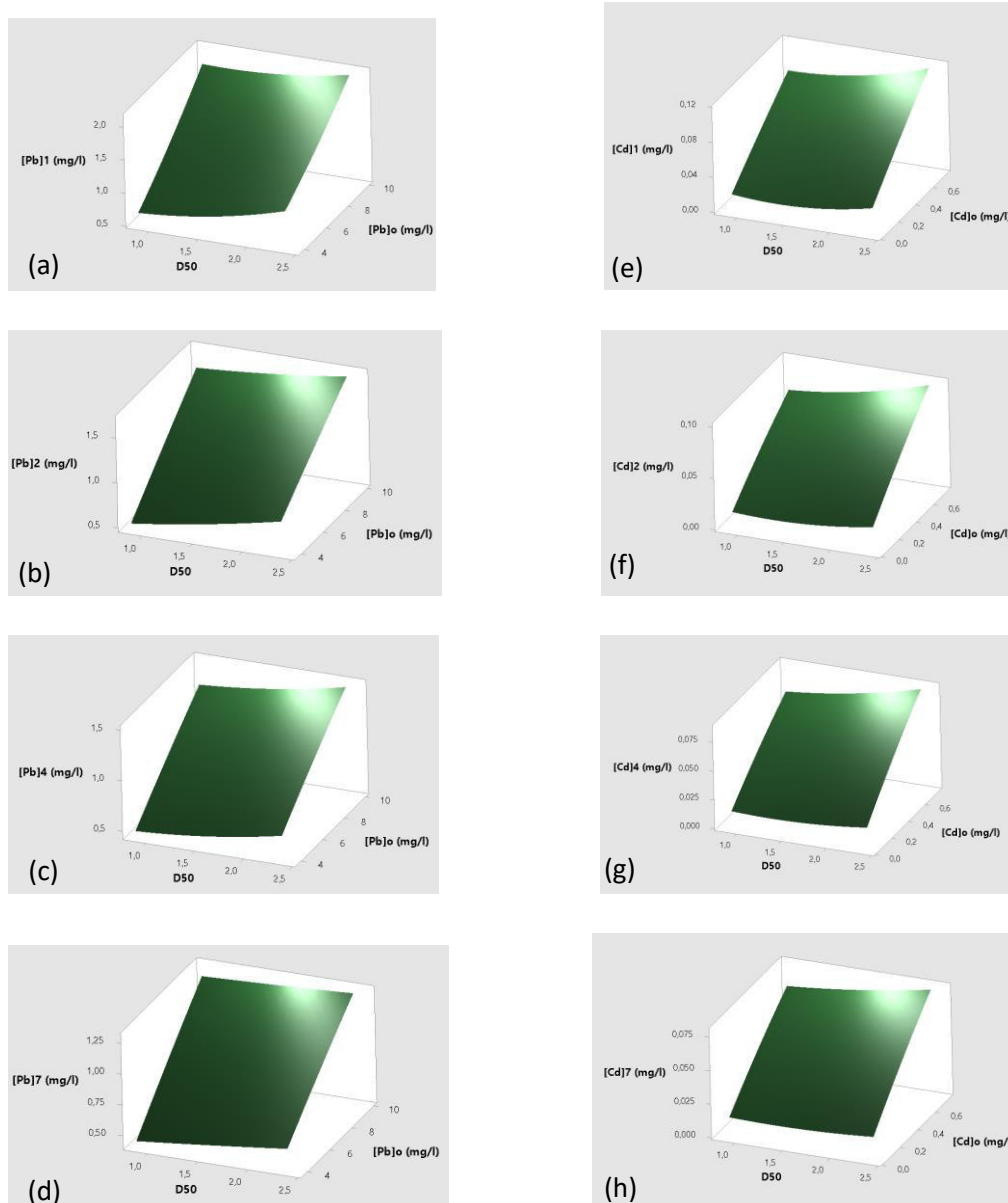 2,0
[Pb]1 (mg/l)
1,5
1,0
0,5
1,0
1,5
2,0
2,5
D50
4
6
8
10
[Pb]o (mg/l)
(a)
0,12
[Cd]1 (mg/l)
0,08
0,04
0,00
1,0
1,5
2,0
2,5
D50
0,0
0,2
0,4
0,6
[Cd]o (mg/l)
(e)
1,5
[Pb]2 (mg/l)
1,0
0,5
1,0
1,5
2,0
2,5
D50
4
6
8
10
[Pb]o (mg/l)
(b)
0,10
[Cd]2 (mg/l)
0,05
0,00
1,0
1,5
2,0
2,5
D50
0,0
0,2
0,4
0,6
[Cd]o (mg/l)
(f)
1,5
[Pb]4 (mg/l)
1,0
0,5
1,0
1,5
2,0
2,5
D50
4
6
8
10
[Pb]o (mg/l)
(c)
0,075
[Cd]4 (mg/l)
0,050
0,025
0,000
1,0
1,5
2,0
2,5
D50
0,0
0,2
0,4
0,6
[Cd]o (mg/l)
(g)
1,25
[Pb]7 (mg/l)
1,00
0,75
0,50
1,0
1,5
2,0
2,5
D50
4
6
8
10
[Pb]o (mg/l)
(d)
0,075
[Cd]7 (mg/l)
0,050
0,025
0,000
1,0
1,5
2,0
2,5
D50
0,0
0,2
0,4
0,6
[Cd]o (mg/
(h)